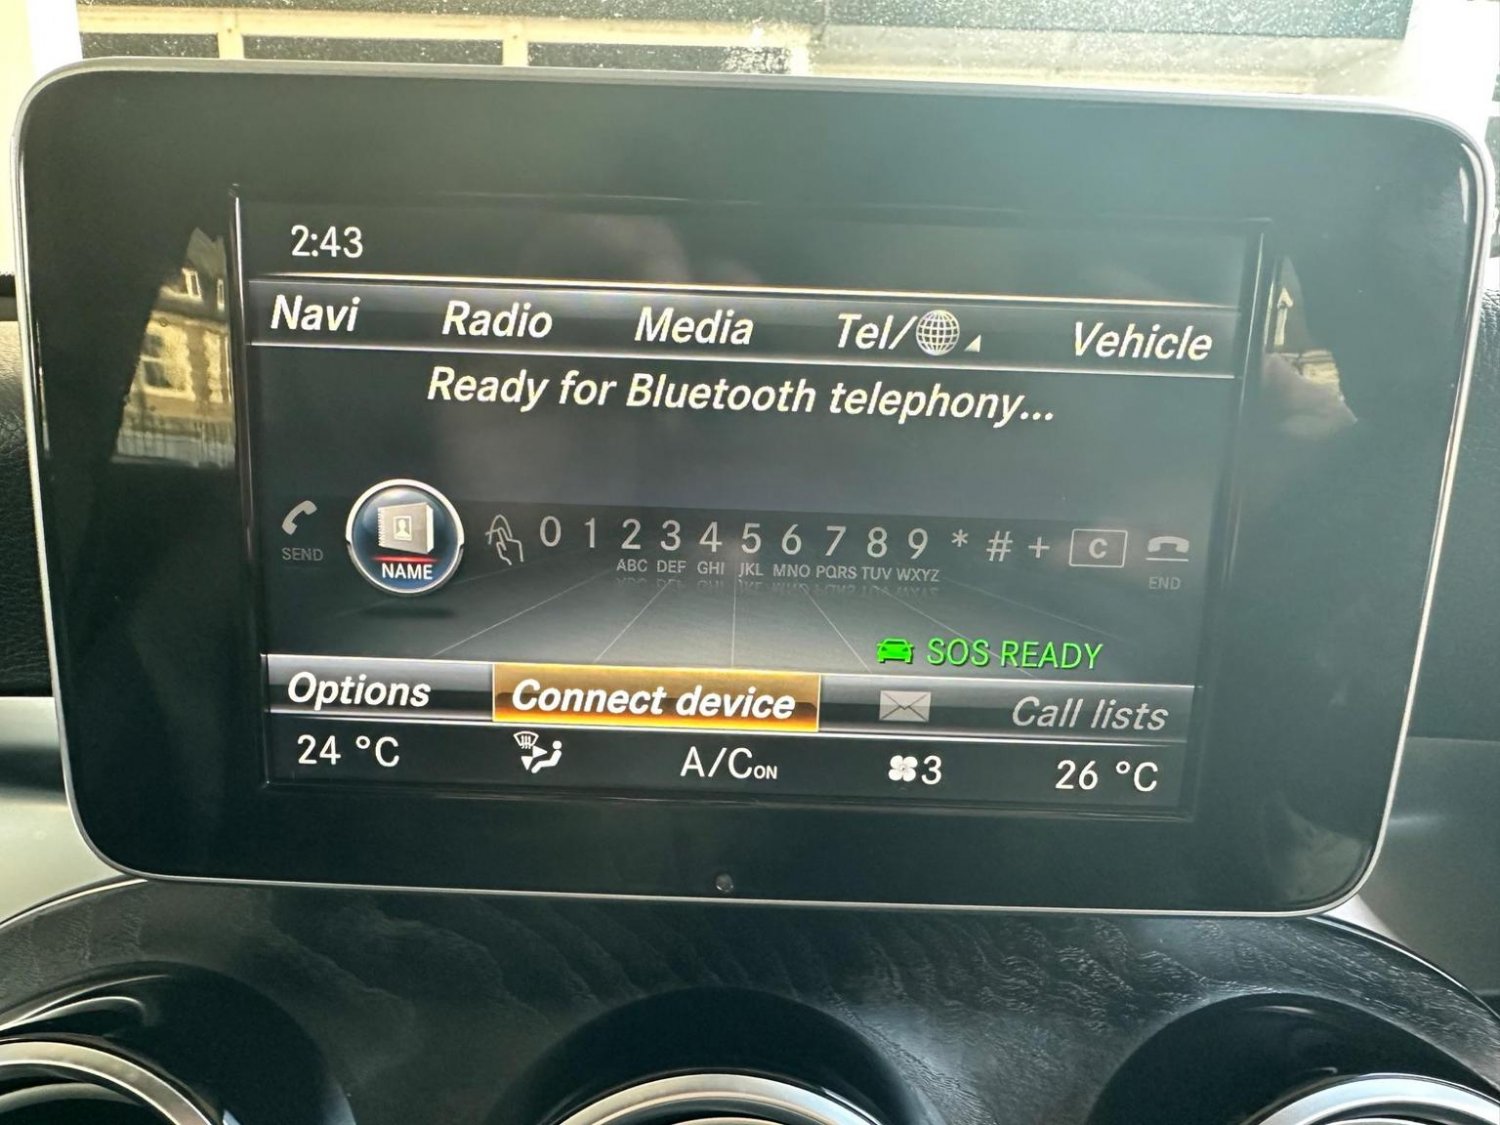 2:43
Navi Radio Media Tel/ Vehicle
Ready for Bluetooth telephony...
SEND NAME 0 1 2 3 4 5 6 7 8 9 * # + C END
ABC DEF GHI JKL MNO PQRS TUV WXYZ
SOS READY
Options Connect device Call lists
24 °C A/C ON 3 26 °C